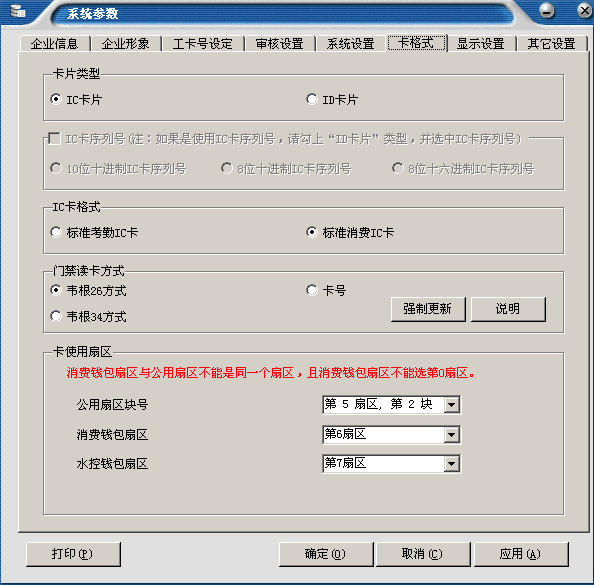 系统参数
企业信息 企业形象 工卡号设定 审核设置 系统设置 卡格式 显示设置 其它设置
卡片类型
IC卡片 ID卡片
IC卡序列号(注：如果是使用IC卡序列号，请勾上“ID卡片”类型，并选中IC卡序列号)
10位十进制IC卡序列号 8位十进制IC卡序列号 8位十六进制IC卡序列号
IC卡格式
标准考勤IC卡 标准消费IC卡
门禁读卡方式
韦根26方式 卡号
强制更新 说明
韦根34方式
卡使用扇区
消费钱包扇区与公用扇区不能是同一个扇区，且消费钱包扇区不能选第0扇区。
公用扇区块号 第 5 扇区, 第 2 块
消费钱包扇区 第6扇区
水控钱包扇区 第7扇区
打印(P) 确定(O) 取消(C) 应用(A)